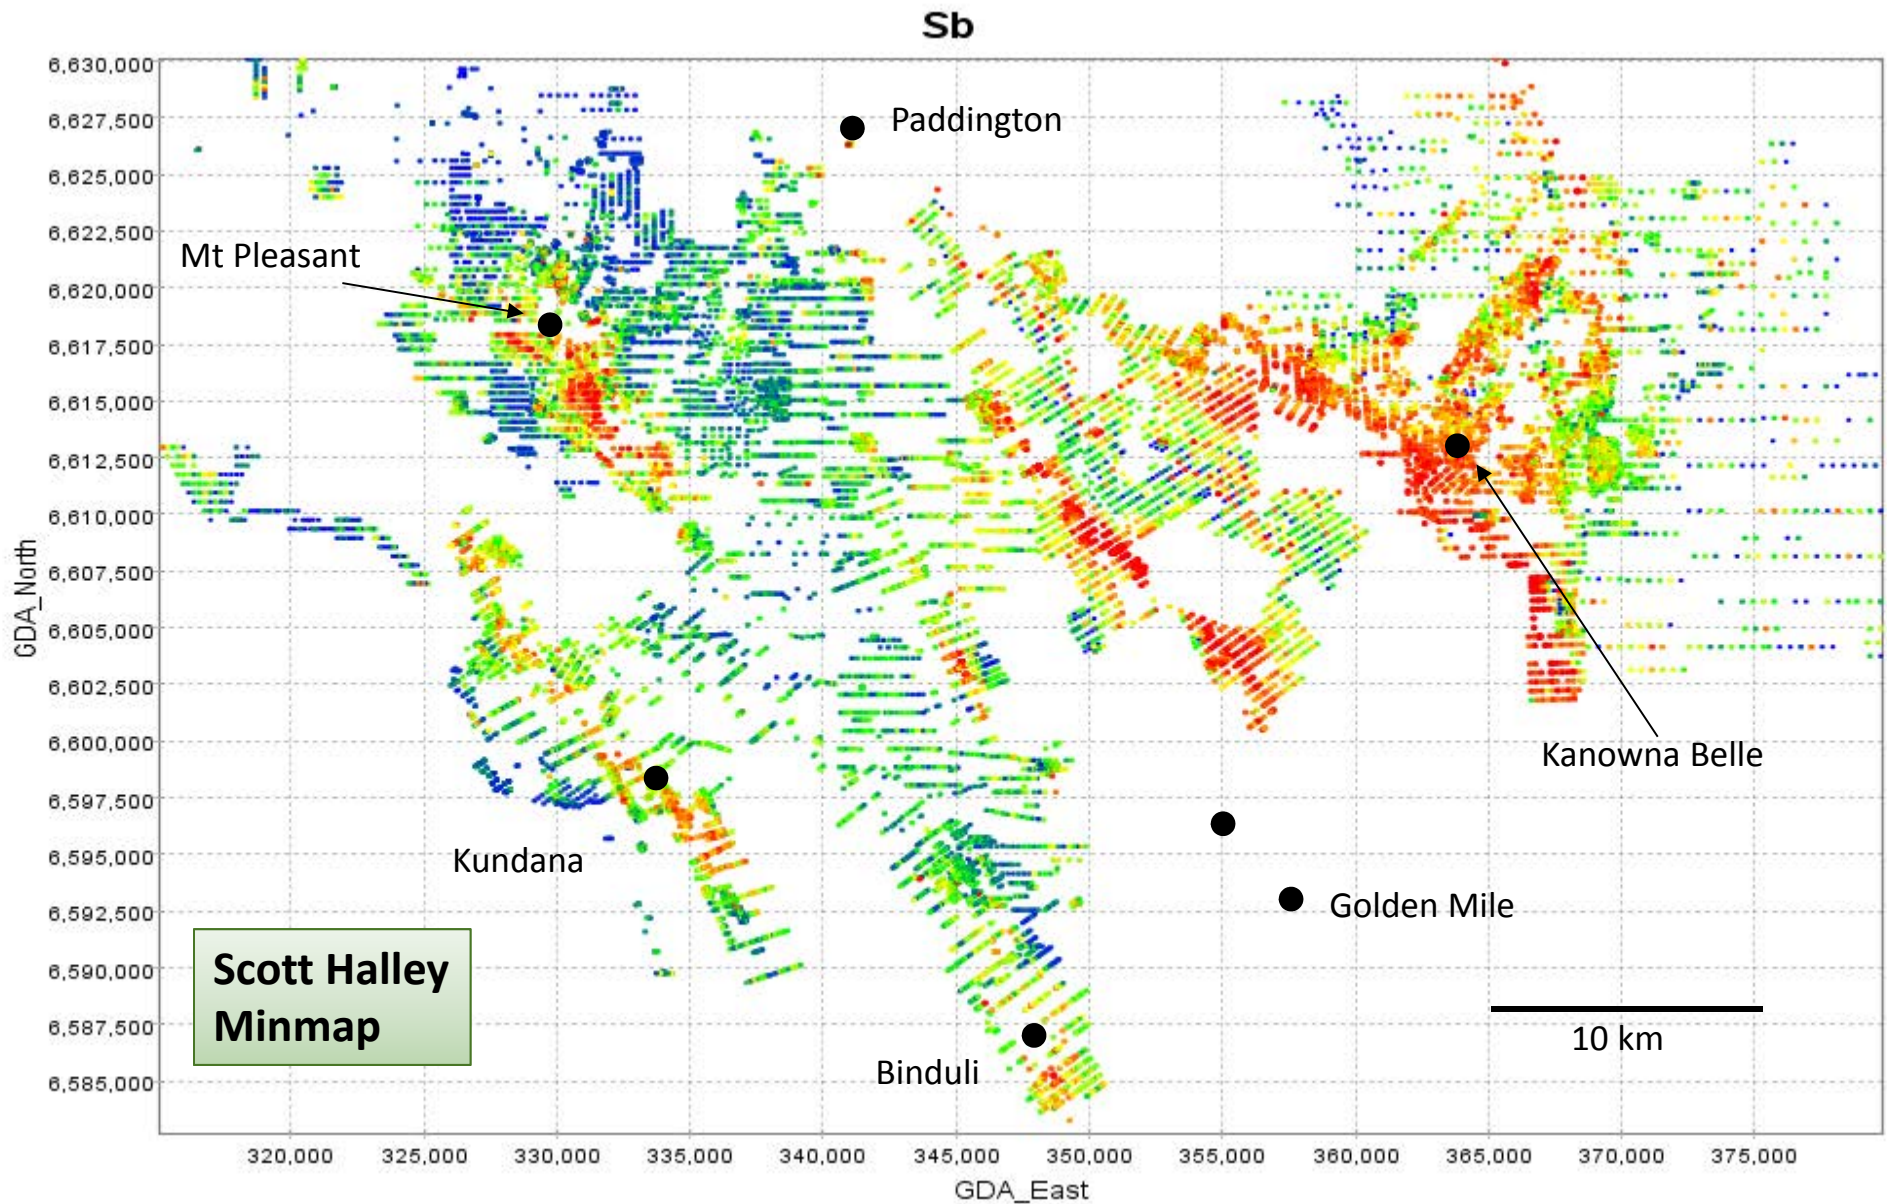 Sb
6,630,000
6,627,500
6,625,000
6,622,500
6,620,000
6,617,500
6,615,000
6,612,500
6,610,000
6,607,500
6,605,000
6,602,500
6,600,000
6,597,500
6,595,000
6,592,500
6,590,000
6,587,500
6,585,000
GDA_North
Paddington
Mt Pleasant
Kanowna Belle
Kundana
Golden Mile
Scott Halley
Minmap
10 km
Binduli
320,000 325,000 330,000 335,000 340,000 345,000 350,000 355,000 360,000 365,000 370,000 375,000
GDA_East